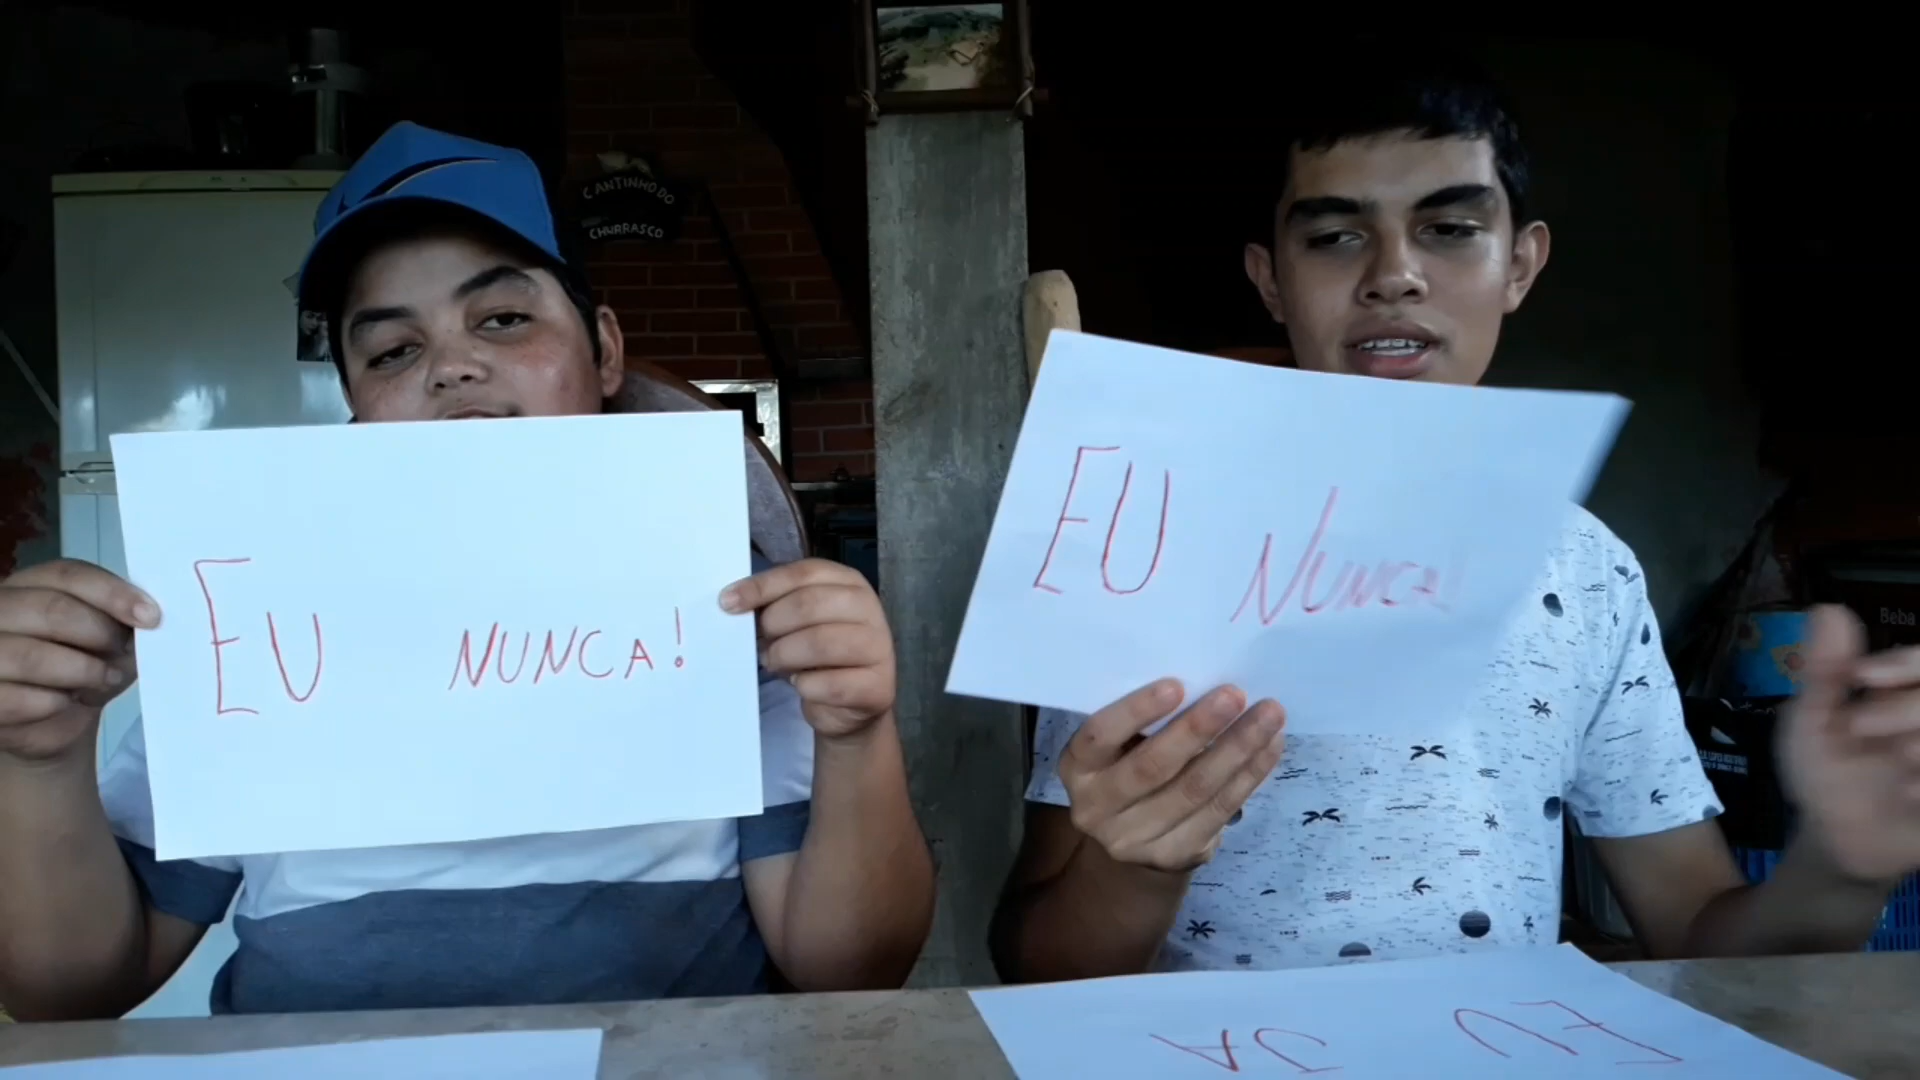 CANTINHO DO
CHURRASCO
EU NUNCA!
EU NUNCA!
Beba
EU JA